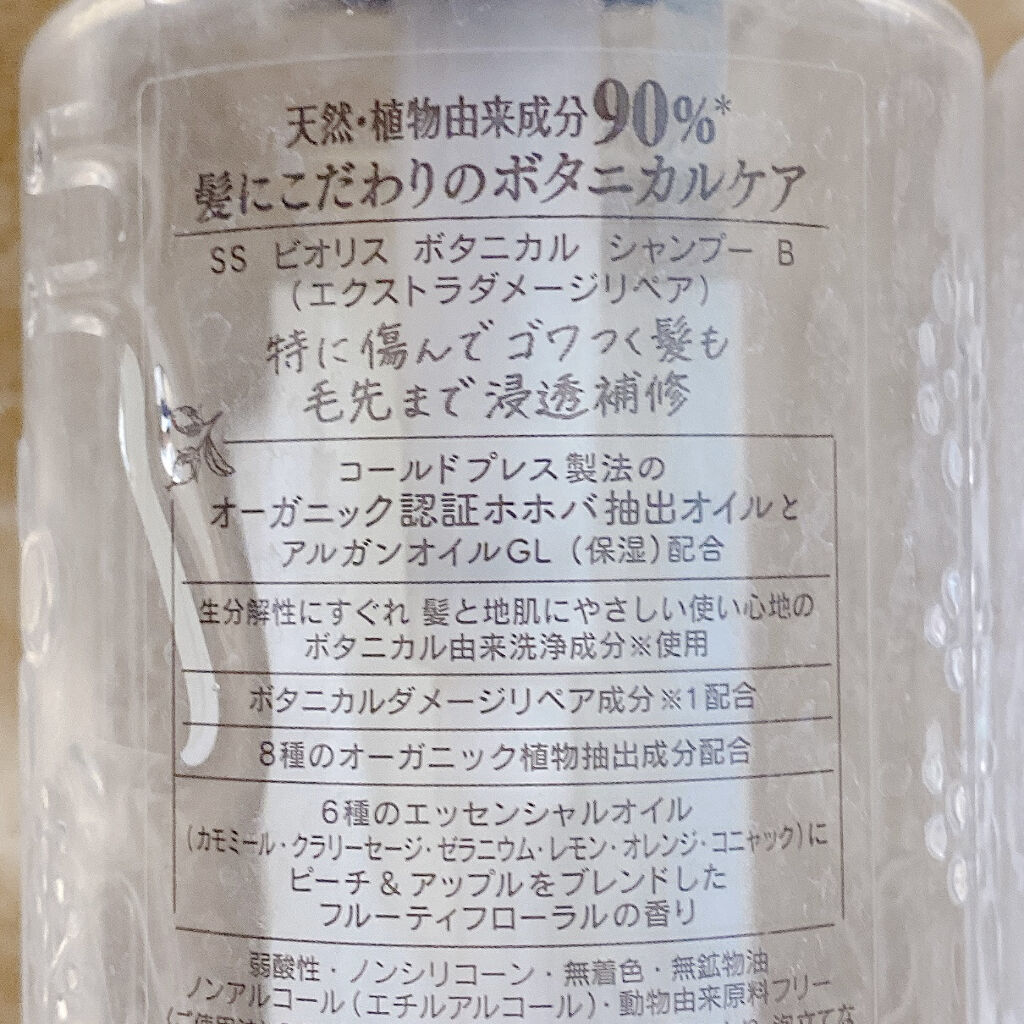 天然・植物由来成分90%*
髪にこだわりのボタニカルケア
SS ビオリス ボタニカル シャンプー B
(エクストラダメージリペア)
特に傷んでゴワつく髪も
毛先まで浸透補修
コールドプレス製法の
オーガニック認証ホホバ抽出オイルと
アルガンオイルGL(保湿)配合
生分解性にすぐれ 髪と地肌にやさしい使い心地の
ボタニカル由来洗浄成分※使用
ボタニカルダメージリペア成分※1配合
8種のオーガニック植物抽出成分配合
6種のエッセンシャルオイル
(カモミール・クラリーセージ・ゼラニウム・レモン・オレンジ・コニャック)に
ピーチ&アップルをブレンドした
フルーティフローラルの香り
弱酸性・ノンシリコーン・無着色・無鉱物油
ノンアルコール(エチルアルコール)・動物由来原料フリー